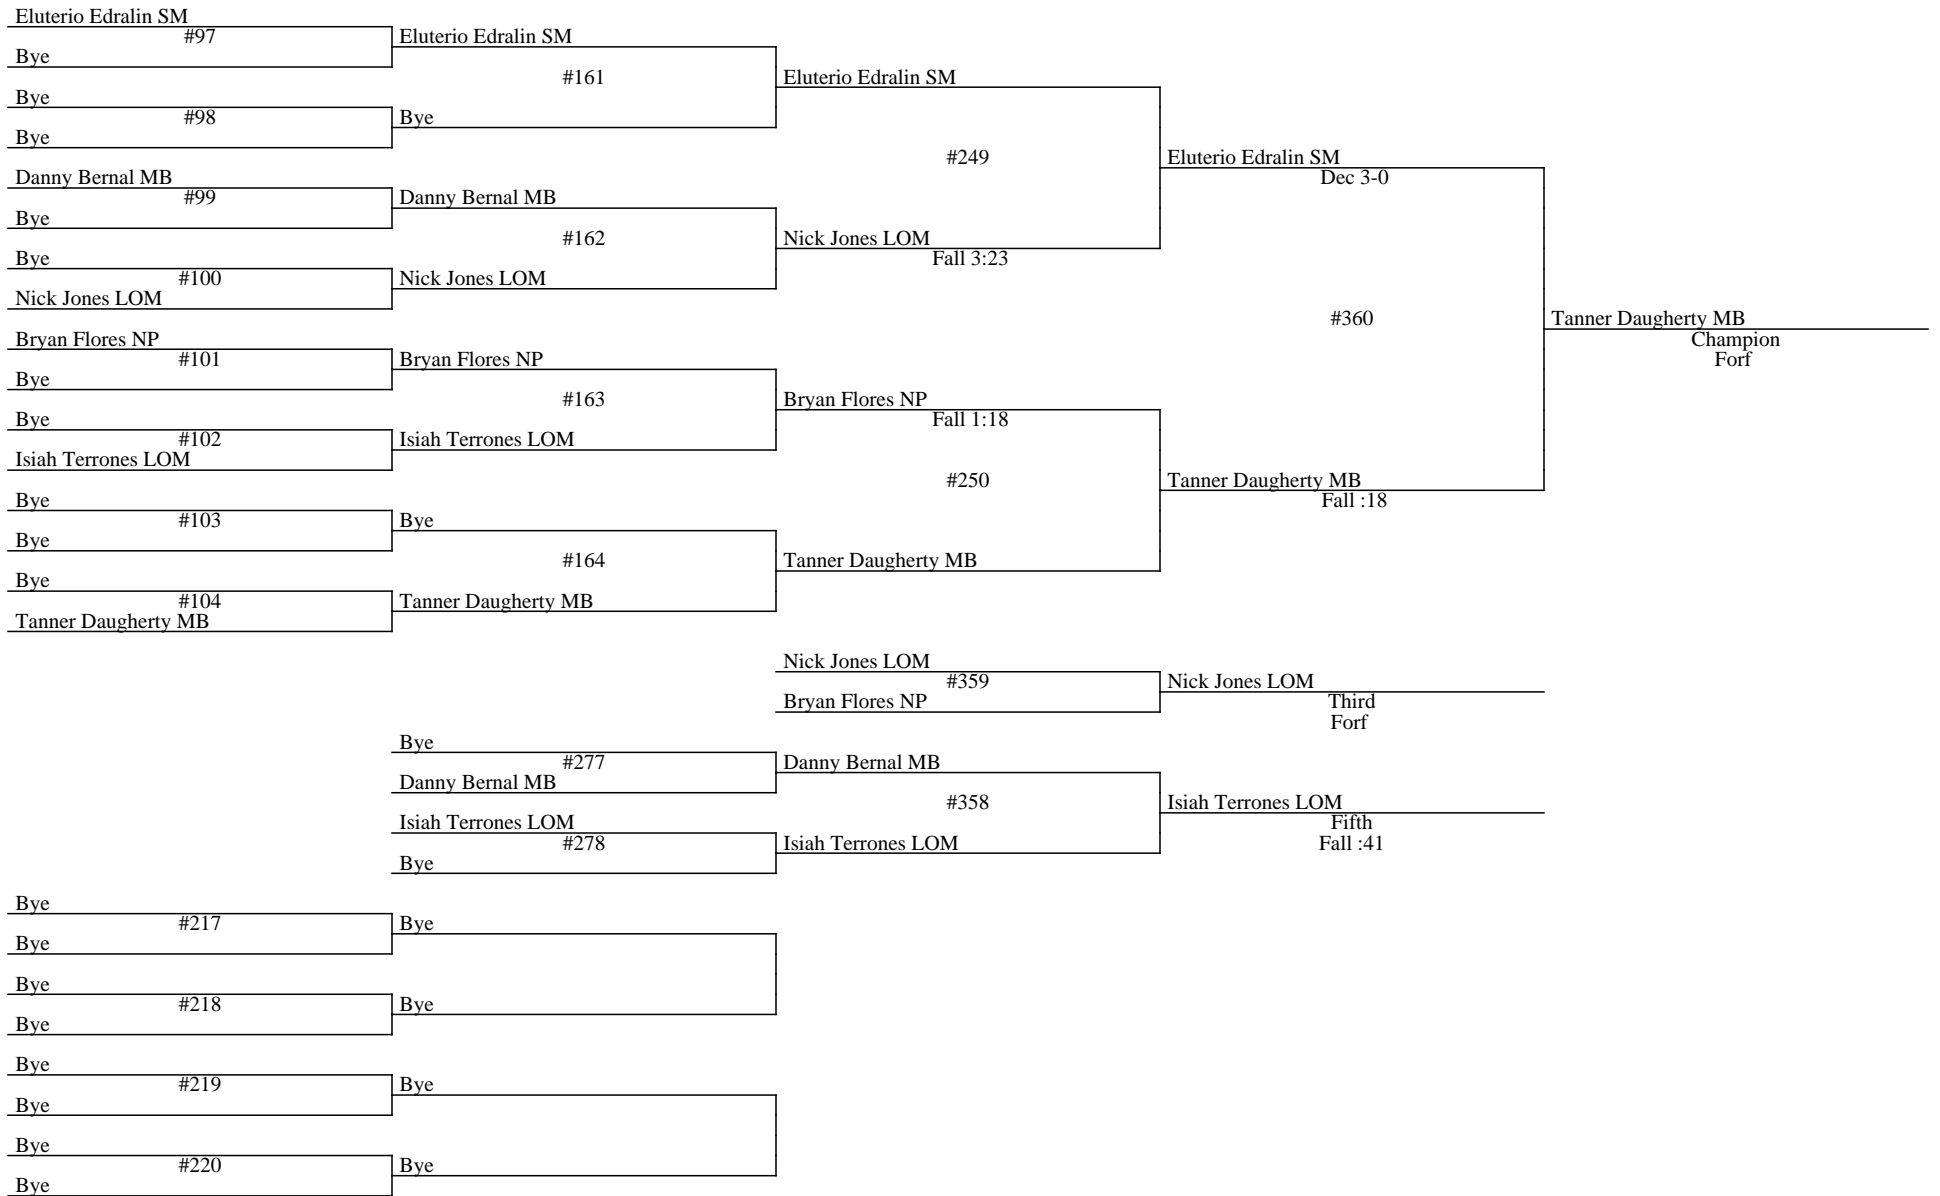 Eluterio Edralin SM
#97
Bye
Eluterio Edralin SM
#161
Bye
#98
Bye
Bye
Eluterio Edralin SM
#249
Danny Bernal MB
#99
Bye
Danny Bernal MB
#162
Bye
#100
Nick Jones LOM
Nick Jones LOM
Nick Jones LOM
Fall 3:23
Eluterio Edralin SM
Dec 3-0
#360
Bryan Flores NP
#101
Bye
Bryan Flores NP
#163
Bye
#102
Isiah Terrones LOM
Isiah Terrones LOM
Bryan Flores NP
Fall 1:18
#250
Bye
#103
Bye
Bye
#164
Bye
#104
Tanner Daugherty MB
Tanner Daugherty MB
Tanner Daugherty MB
Tanner Daugherty MB
Fall :18
Tanner Daugherty MB
Champion
Forf
Nick Jones LOM
#359
Bryan Flores NP
Nick Jones LOM
Third
Forf
Bye
#277
Danny Bernal MB
Danny Bernal MB
#358
Isiah Terrones LOM
#278
Bye
Isiah Terrones LOM
Isiah Terrones LOM
Fifth
Fall :41
Bye
#217
Bye
Bye
Bye
#218
Bye
Bye
Bye
#219
Bye
Bye
Bye
#220
Bye
Bye